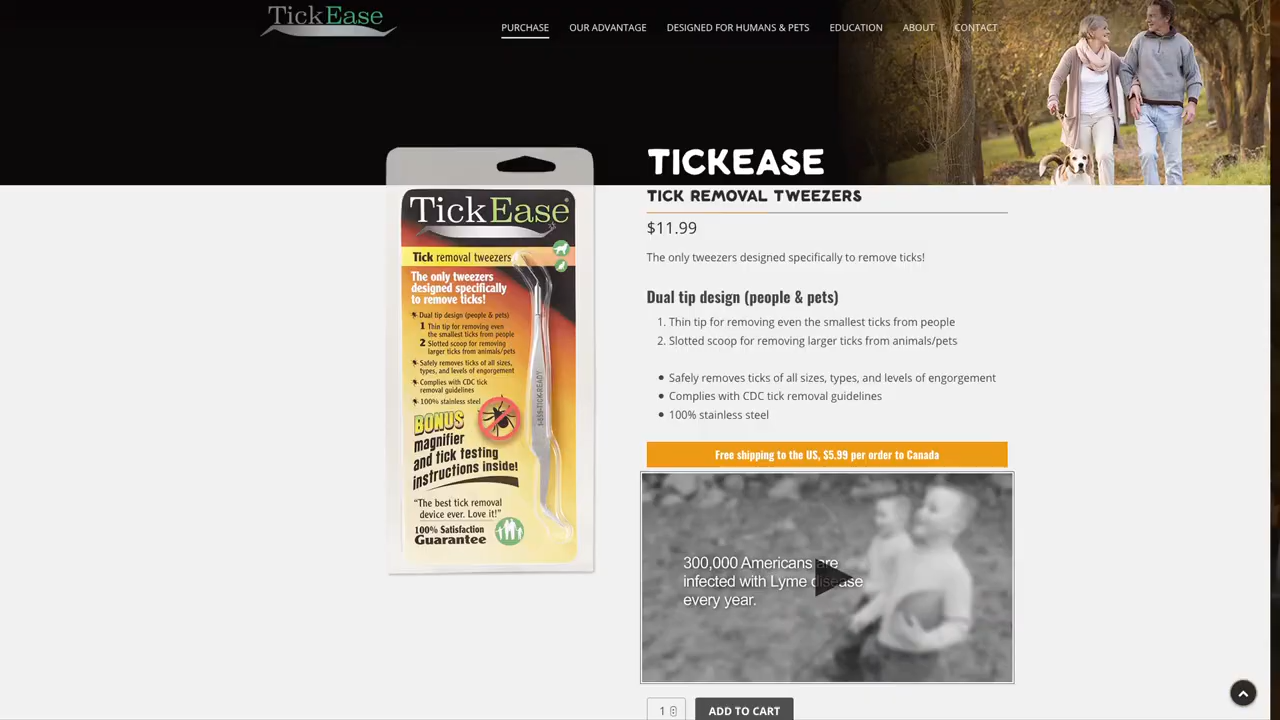 TickEase
PURCHASE OUR ADVANTAGE DESIGNED FOR HUMANS & PETS EDUCATION ABOUT CONTACT
TickEase®
Tick removal tweezers
The only tweezers
designed specifically
to remove ticks!
Dual tip design (people & pets)
1 Thin tip for removing even
the smallest ticks from people
2 Slotted scoop for removing
larger ticks from animals/pets
Safely removes ticks of all sizes,
types, and levels of engorgement
Complies with CDC tick
removal guidelines
100% stainless steel
BONUS
magnifier
and tick testing
instructions inside!
"The best tick removal
device ever. Love it!"
100% Satisfaction
Guarantee
1-855-TICK-READY
TICKEASE
TICK REMOVAL TWEEZERS
$11.99
The only tweezers designed specifically to remove ticks!
Dual tip design (people & pets)
1. Thin tip for removing even the smallest ticks from people
2. Slotted scoop for removing larger ticks from animals/pets
• Safely removes ticks of all sizes, types, and levels of engorgement
• Complies with CDC tick removal guidelines
• 100% stainless steel
Free shipping to the US, $5.99 per order to Canada
300,000 Americans are
infected with Lyme disease
every year.
1 ADD TO CART